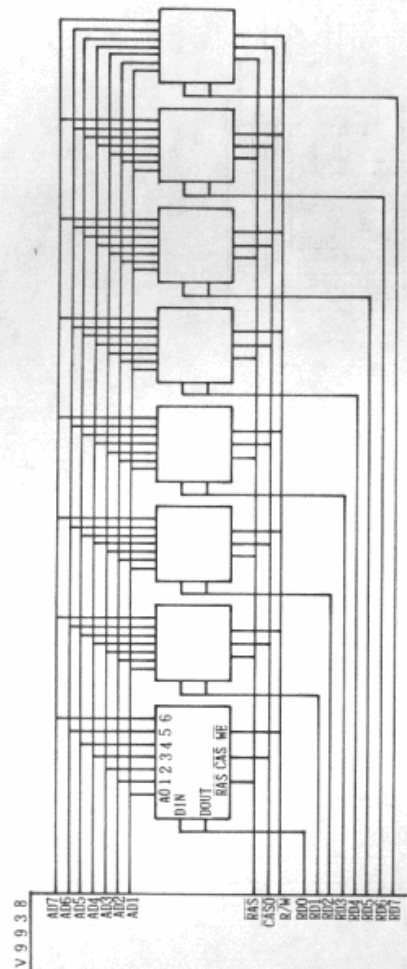 V9938
AD7
AD6
AD5
AD4
AD3
AD2
AD1
RAS
CAS0
R/W
RD0
RD1
RD2
RD3
RD4
RD5
RD6
RD7
A0 1 2 3 4 5 6
DIN
DOUT
RAS CAS WE